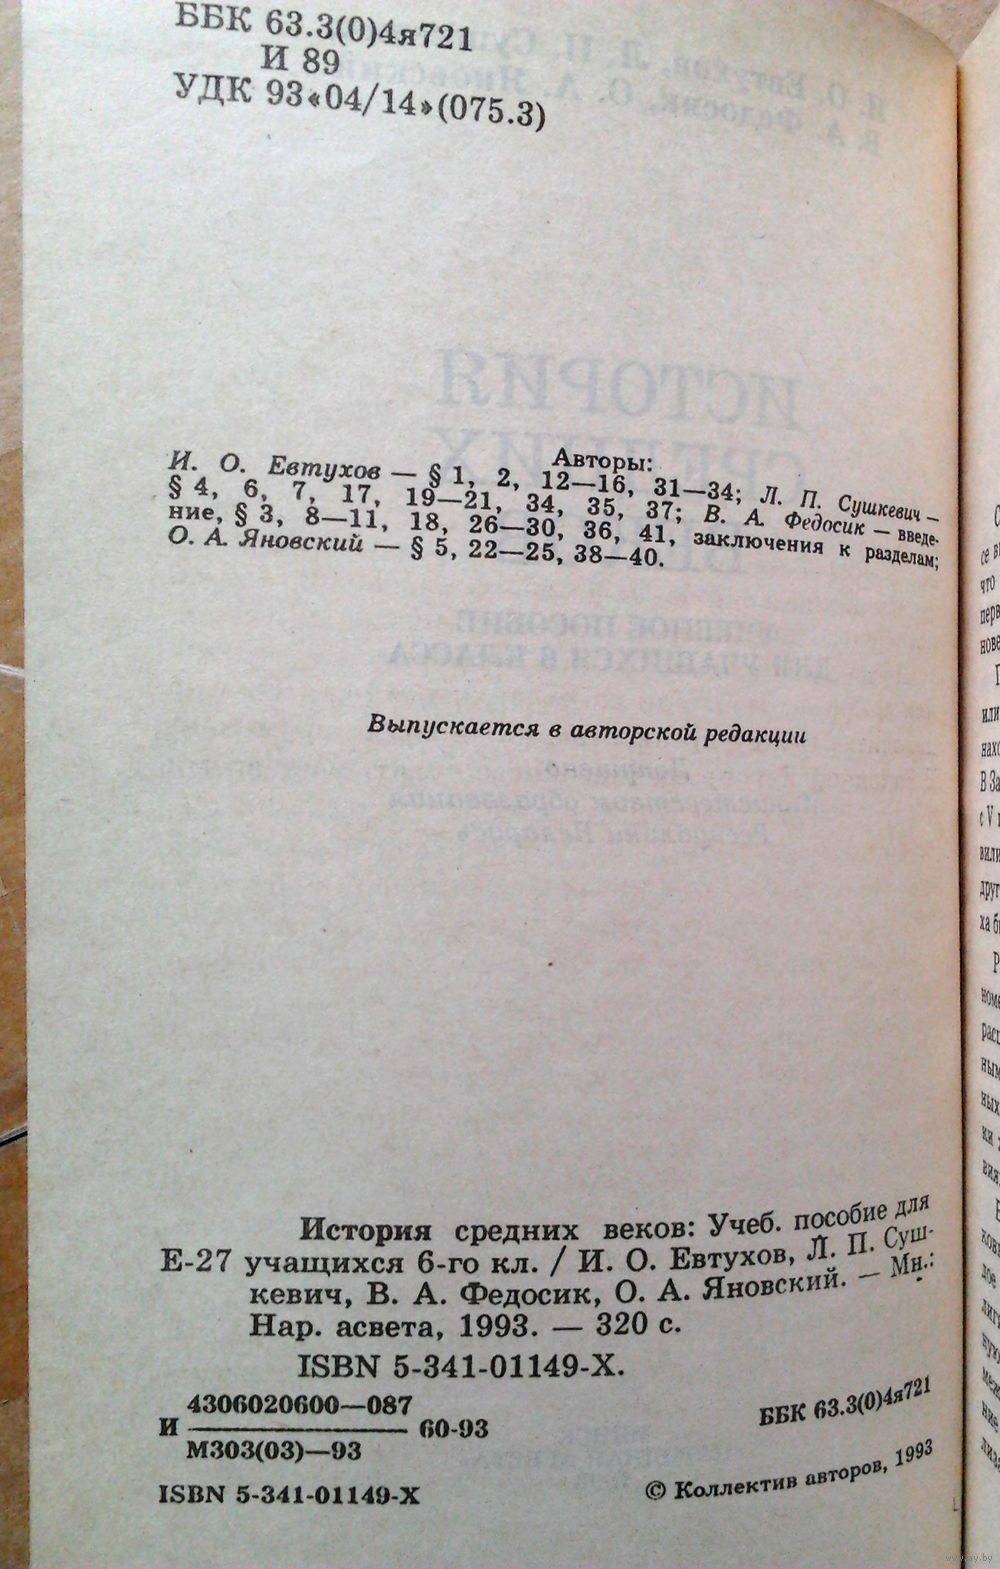 ББК 63.3(0)4я721
И 89
УДК 93«04/14»(075.3)
Авторы:
И. О. Евтухов — § 1, 2, 12—16, 31—34; Л. П. Сушкевич —
§ 4, 6, 7, 17, 19—21, 34, 35, 37; В. А. Федосик — введе-
ние, § 3, 8—11, 18, 26—30, 36, 41, заключения к разделам;
О. А. Яновский — § 5, 22—25, 38—40.
Выпускается в авторской редакции
История средних веков: Учеб. пособие для
Е-27 учащихся 6-го кл. / И. О. Евтухов, Л. П. Суш-
кевич, В. А. Федосик, О. А. Яновский. — Мн.:
Нар. асвета, 1993. — 320 с.
ISBN 5-341-01149-X.
4306020600—087
И 60-93
М303(03)—93
ББК 63.3(0)4я721
ISBN 5-341-01149-X
© Коллектив авторов, 1993